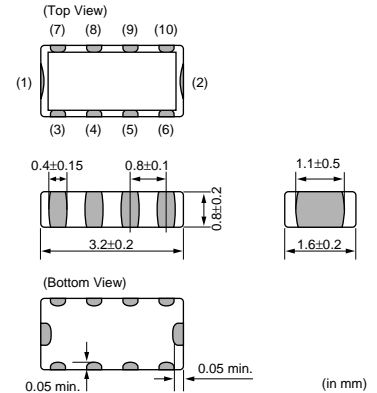 (Top View)
(7) (8) (9) (10)
(1) (2)
(3) (4) (5) (6)
0.4±0.15 0.8±0.1 1.1±0.5
0.8±0.2
3.2±0.2 1.6±0.2
(Bottom View)
0.05 min.
0.05 min. (in mm)